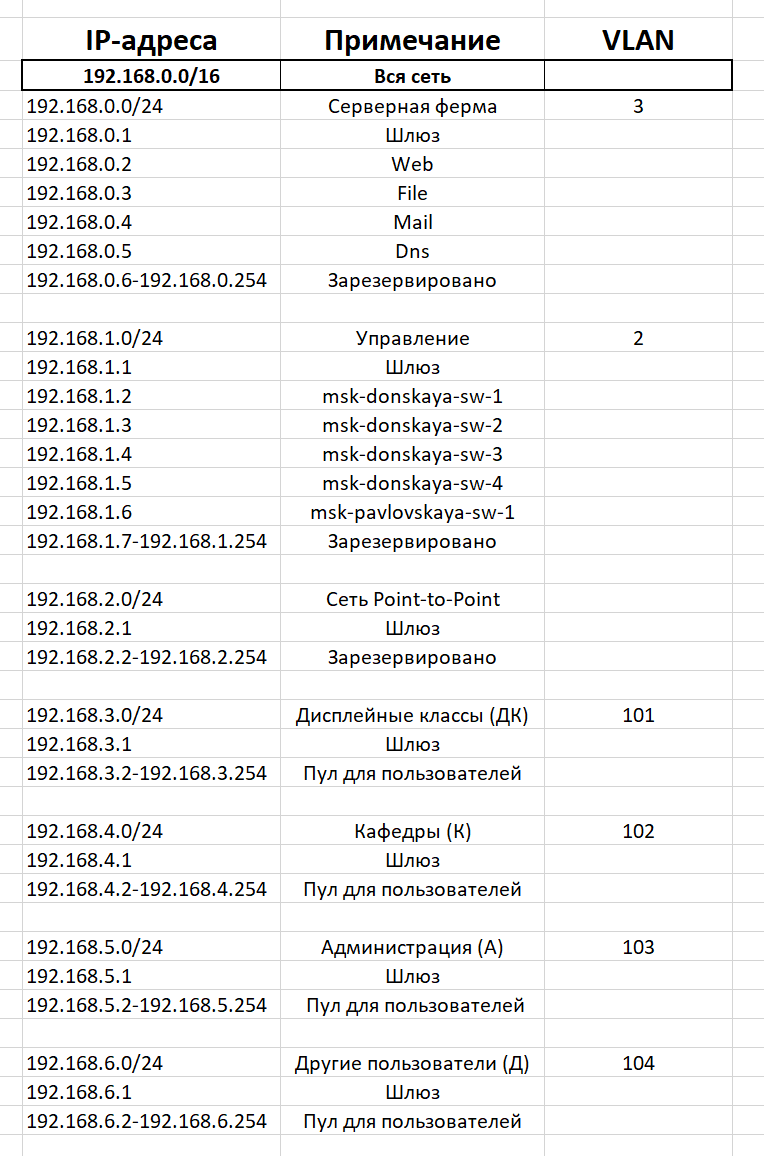 IP-адреса Примечание VLAN
192.168.0.0/16 Вся сеть
192.168.0.0/24 Серверная ферма 3
192.168.0.1 Шлюз
192.168.0.2 Web
192.168.0.3 File
192.168.0.4 Mail
192.168.0.5 Dns
192.168.0.6-192.168.0.254 Зарезервировано
192.168.1.0/24 Управление 2
192.168.1.1 Шлюз
192.168.1.2 msk-donskaya-sw-1
192.168.1.3 msk-donskaya-sw-2
192.168.1.4 msk-donskaya-sw-3
192.168.1.5 msk-donskaya-sw-4
192.168.1.6 msk-pavlovskaya-sw-1
192.168.1.7-192.168.1.254 Зарезервировано
192.168.2.0/24 Сеть Point-to-Point
192.168.2.1 Шлюз
192.168.2.2-192.168.2.254 Зарезервировано
192.168.3.0/24 Дисплейные классы (ДК) 101
192.168.3.1 Шлюз
192.168.3.2-192.168.3.254 Пул для пользователей
192.168.4.0/24 Кафедры (К) 102
192.168.4.1 Шлюз
192.168.4.2-192.168.4.254 Пул для пользователей
192.168.5.0/24 Администрация (А) 103
192.168.5.1 Шлюз
192.168.5.2-192.168.5.254 Пул для пользователей
192.168.6.0/24 Другие пользователи (Д) 104
192.168.6.1 Шлюз
192.168.6.2-192.168.6.254 Пул для пользователей